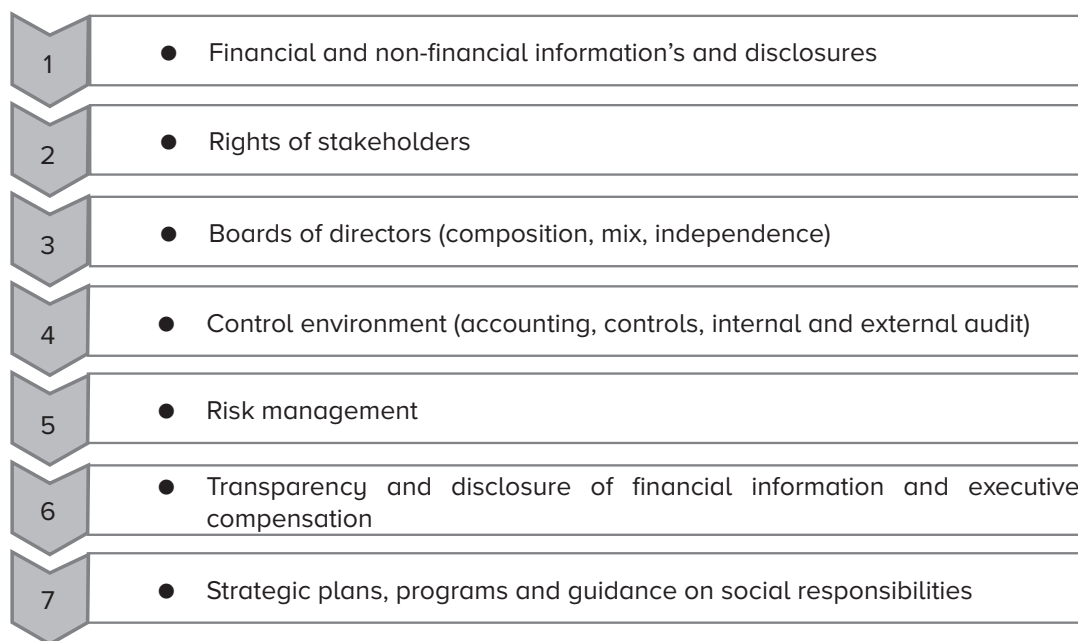 1
● Financial and non-financial information’s and disclosures
2
● Rights of stakeholders
3
● Boards of directors (composition, mix, independence)
4
● Control environment (accounting, controls, internal and external audit)
5
● Risk management
6
● Transparency and disclosure of financial information and executive
compensation
7
● Strategic plans, programs and guidance on social responsibilities